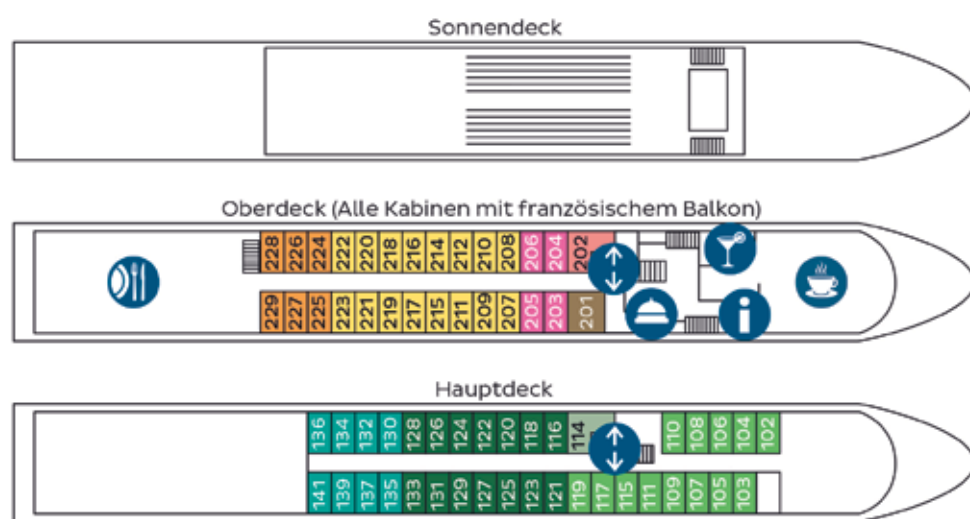 Sonnendeck
Oberdeck (Alle Kabinen mit französischem Balkon)
228 226 224 222 220 218 216 214 212 210 208 206 204 202
229 227 225 223 221 219 217 215 211 209 207 205 203 201
Hauptdeck
136 134 132 130 128 126 124 122 120 118 116 114 110 108 106 104 102
141 139 137 135 133 131 129 127 125 123 121 119 117 115 111 109 107 105 103